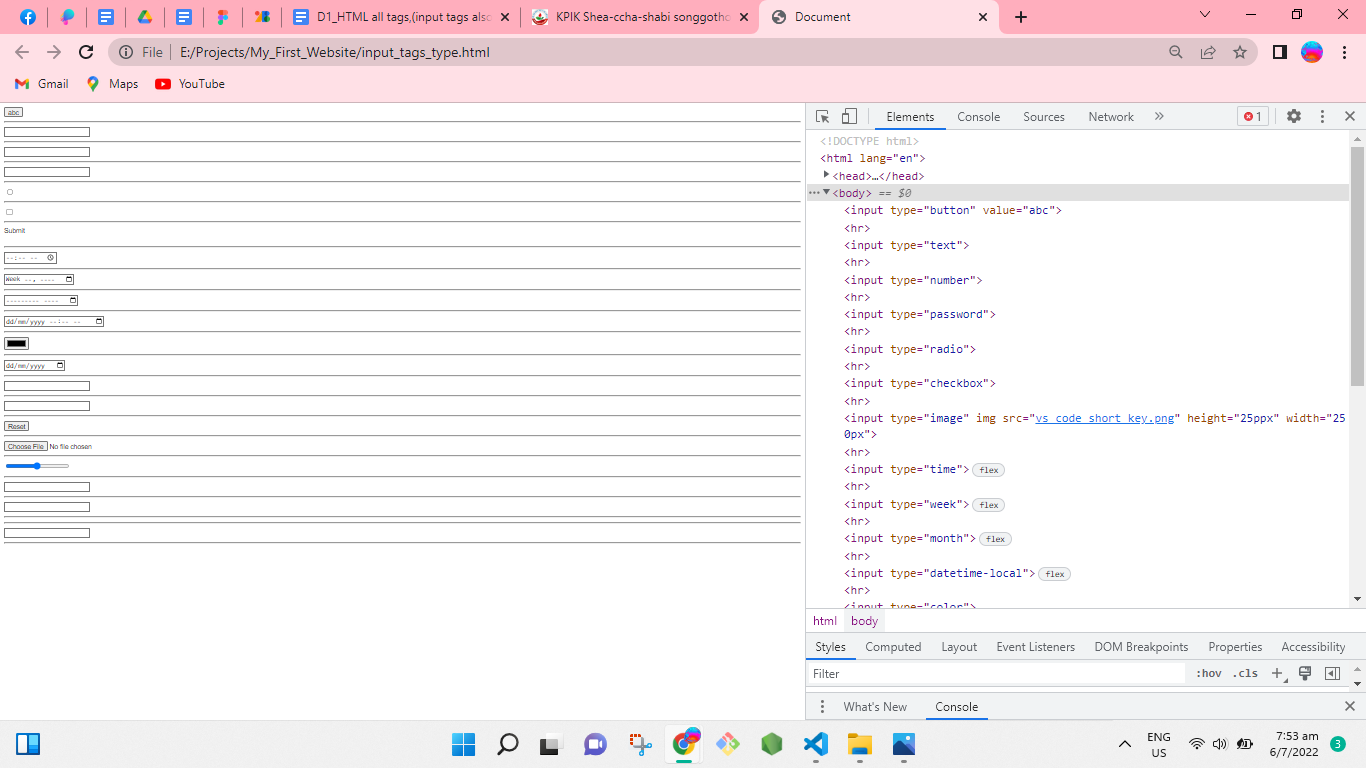 D1_HTML all tags,(input tags also
KPIK Shea-ccha-shabi songgotho
Document
File
E:/Projects/My_First_Website/input_tags_type.html
Gmail
Maps
YouTube
abc
Submit
--:-- --
Week --, ----
--------- ----
dd/mm/yyyy --:-- --
dd/mm/yyyy
Reset
Choose File No file chosen
Elements
Console
Sources
Network
1
<!DOCTYPE html>
<html lang="en">
<head>…</head>
<body> == $0
<input type="button" value="abc">
<hr>
<input type="text">
<hr>
<input type="number">
<hr>
<input type="password">
<hr>
<input type="radio">
<hr>
<input type="checkbox">
<hr>
<input type="image" img src="vs code short key.png" height="25ppx" width="25
0px">
<hr>
<input type="time"> flex
<hr>
<input type="week"> flex
<hr>
<input type="month"> flex
<hr>
<input type="datetime-local"> flex
<hr>
<input type="color">
html
body
Styles
Computed
Layout
Event Listeners
DOM Breakpoints
Properties
Accessibility
Filter
:hov
.cls
What's New
Console
ENG
US
7:53 am
6/7/2022
3